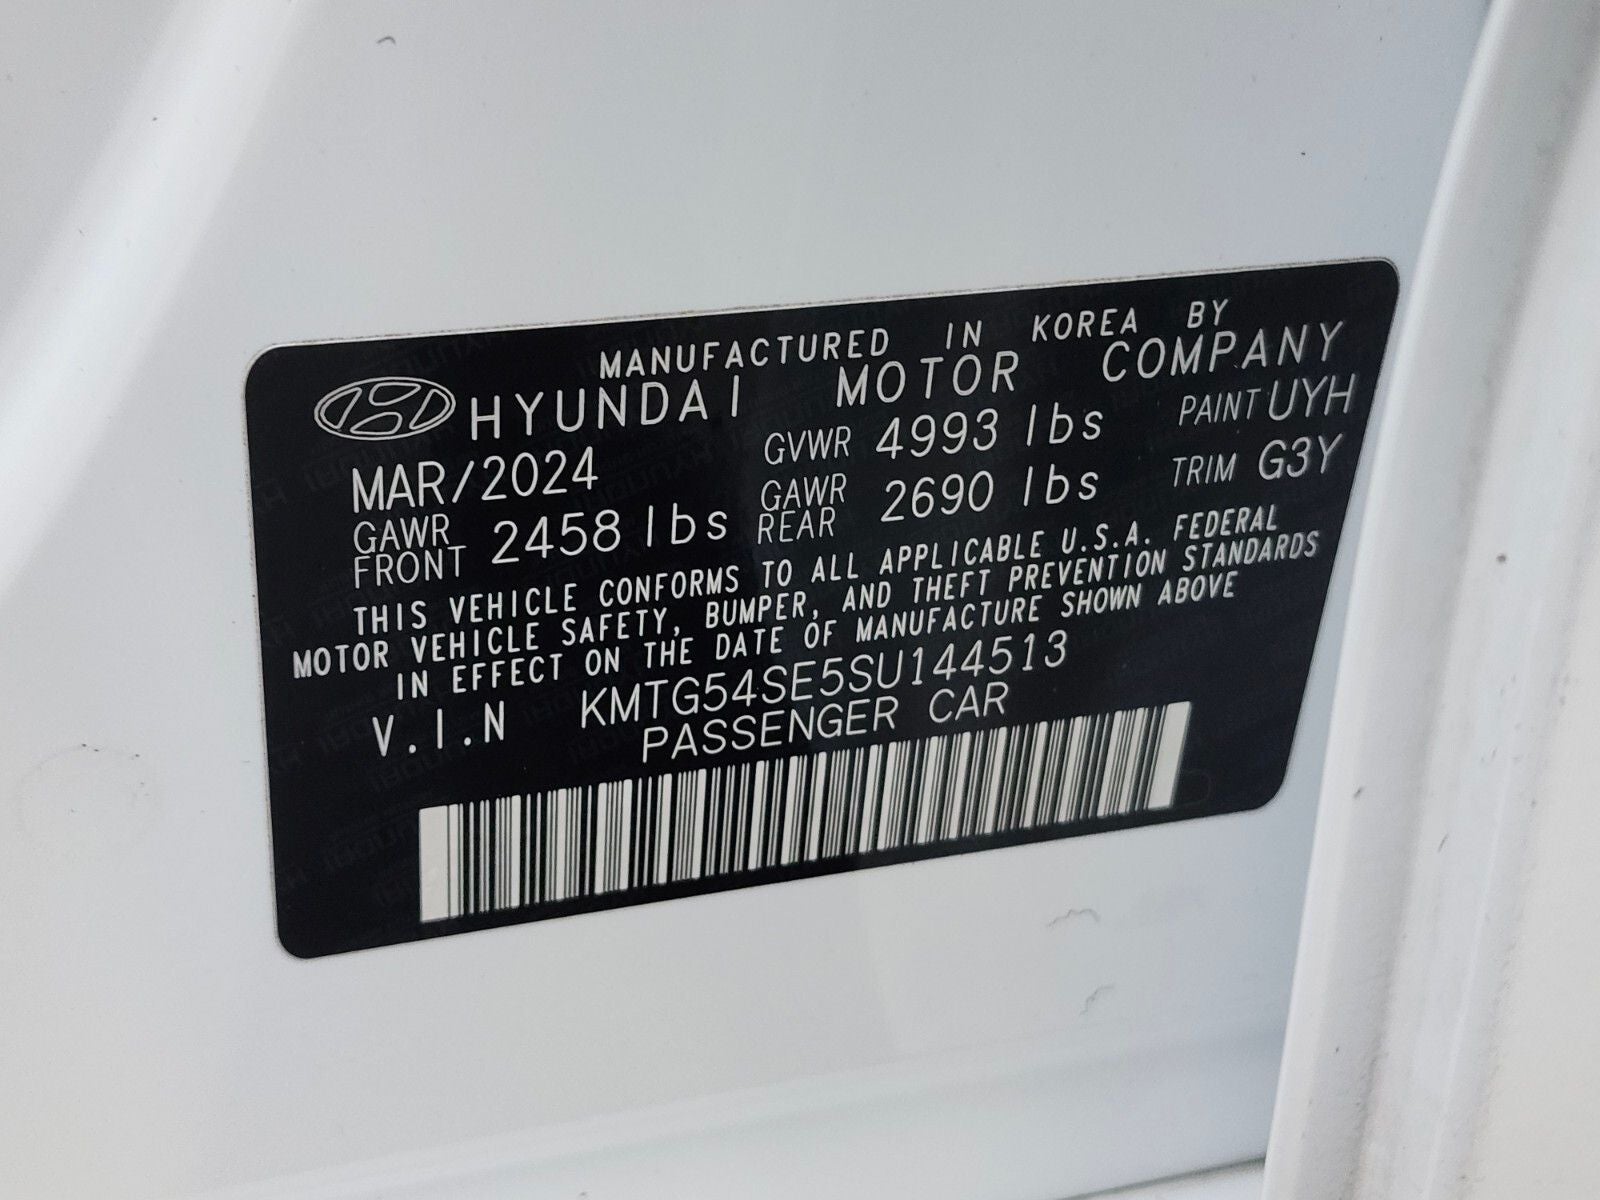 MANUFACTURED IN KOREA BY
HYUNDAI MOTOR COMPANY
MAR/2024 GVWR 4993 lbs PAINT UYH
GAWR FRONT 2458 lbs GAWR REAR 2690 lbs TRIM G3Y
THIS VEHICLE CONFORMS TO ALL APPLICABLE U.S.A. FEDERAL
MOTOR VEHICLE SAFETY, BUMPER, AND THEFT PREVENTION STANDARDS
IN EFFECT ON THE DATE OF MANUFACTURE SHOWN ABOVE
V.I.N KMTG54SE5SU144513
PASSENGER CAR